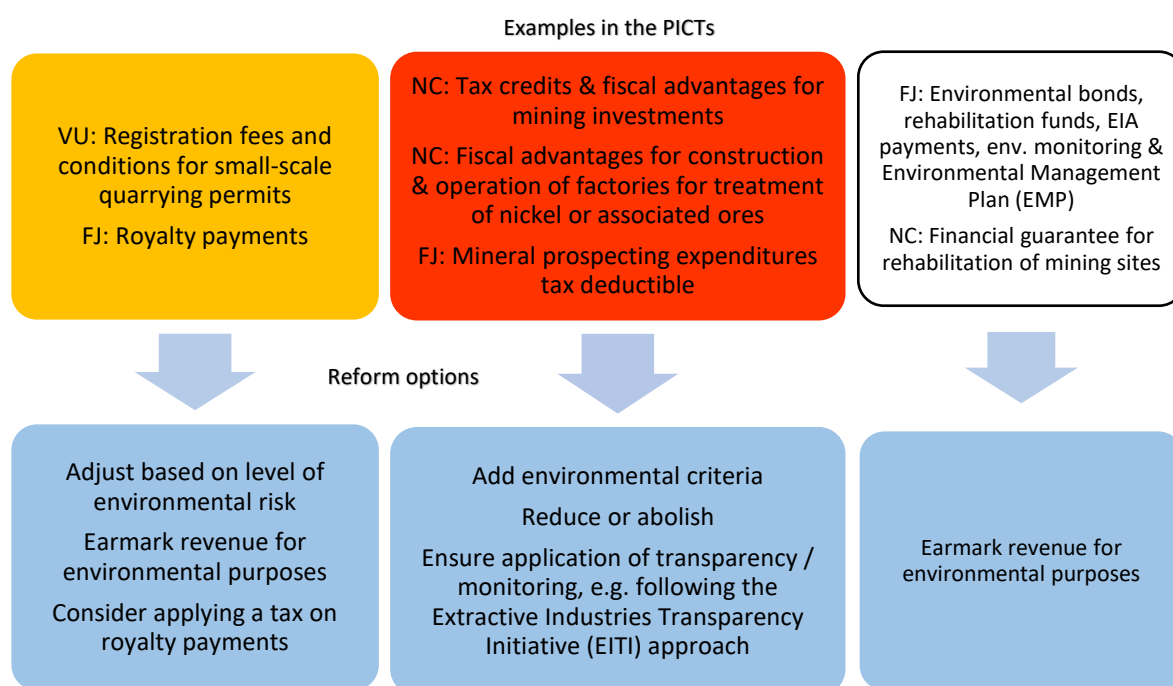 Examples in the PICTs
VU: Registration fees and
conditions for small-scale
quarrying permits
FJ: Royalty payments
NC: Tax credits & fiscal advantages for
mining investments
NC: Fiscal advantages for construction
& operation of factories for treatment
of nickel or associated ores
FJ: Mineral prospecting expenditures
tax deductible
FJ: Environmental bonds,
rehabilitation funds, EIA
payments, env. monitoring &
Environmental Management
Plan (EMP)
NC: Financial guarantee for
rehabilitation of mining sites
Reform options
Adjust based on level of
environmental risk
Earmark revenue for
environmental purposes
Consider applying a tax on
royalty payments
Add environmental criteria
Reduce or abolish
Ensure application of transparency /
monitoring, e.g. following the
Extractive Industries Transparency
Initiative (EITI) approach
Earmark revenue for
environmental purposes